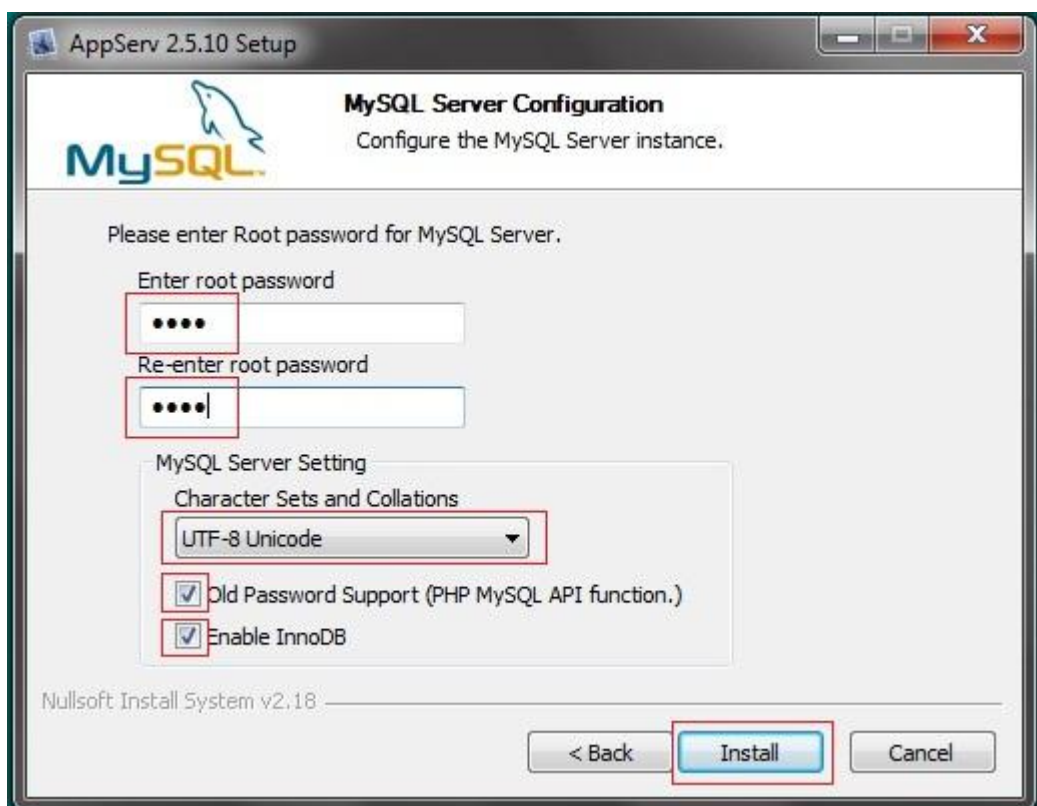 AppServ 2.5.10 Setup
MySQL Server Configuration
Configure the MySQL Server instance.
MySQL™
Please enter Root password for MySQL Server.
Enter root password
••••
Re-enter root password
••••
MySQL Server Setting
Character Sets and Collations
UTF-8 Unicode
Old Password Support (PHP MySQL API function.)
Enable InnoDB
Nullsoft Install System v2.18
< Back
Install
Cancel